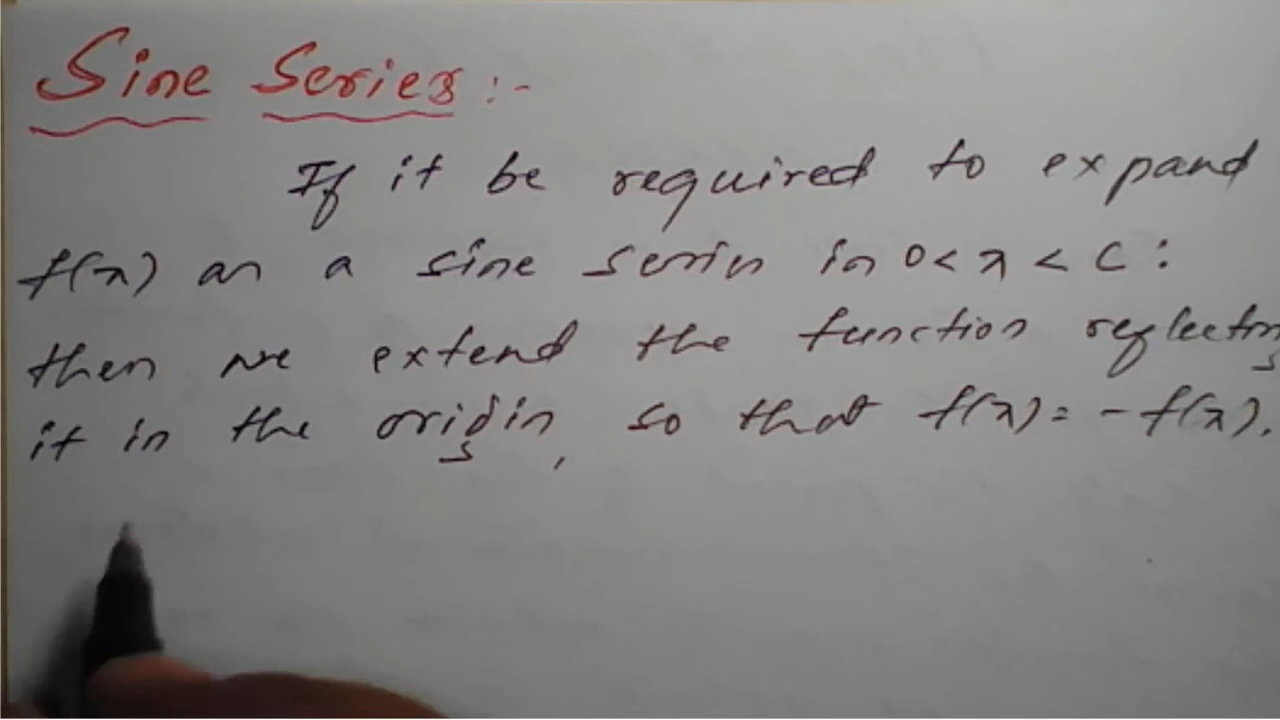 Sine Series :-
If it be required to expand
f(x) as a sine series in 0 < x < C :
then we extend the function reflecting
it in the origin, so that f(x) = - f(x).